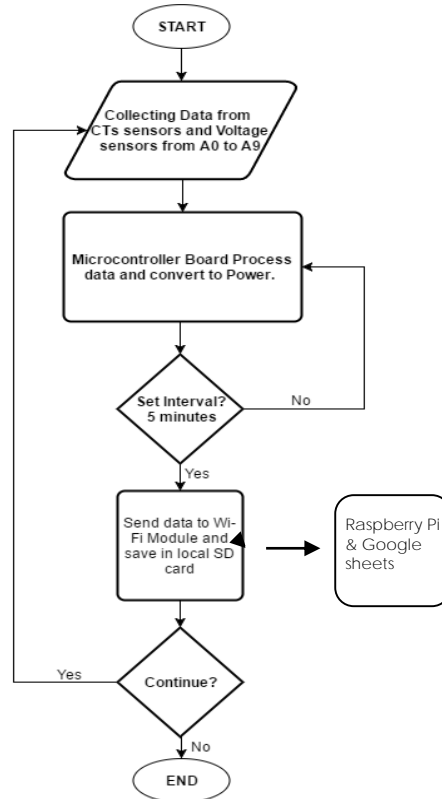 START
Collecting Data from
CTs sensors and Voltage
sensors from A0 to A9
Microcontroller Board Process
data and convert to Power.
Set Interval?
5 minutes
No
Yes
Send data to Wi-
Fi Module and
save in local SD
card
Raspberry Pi
& Google
sheets
Continue?
Yes
No
END